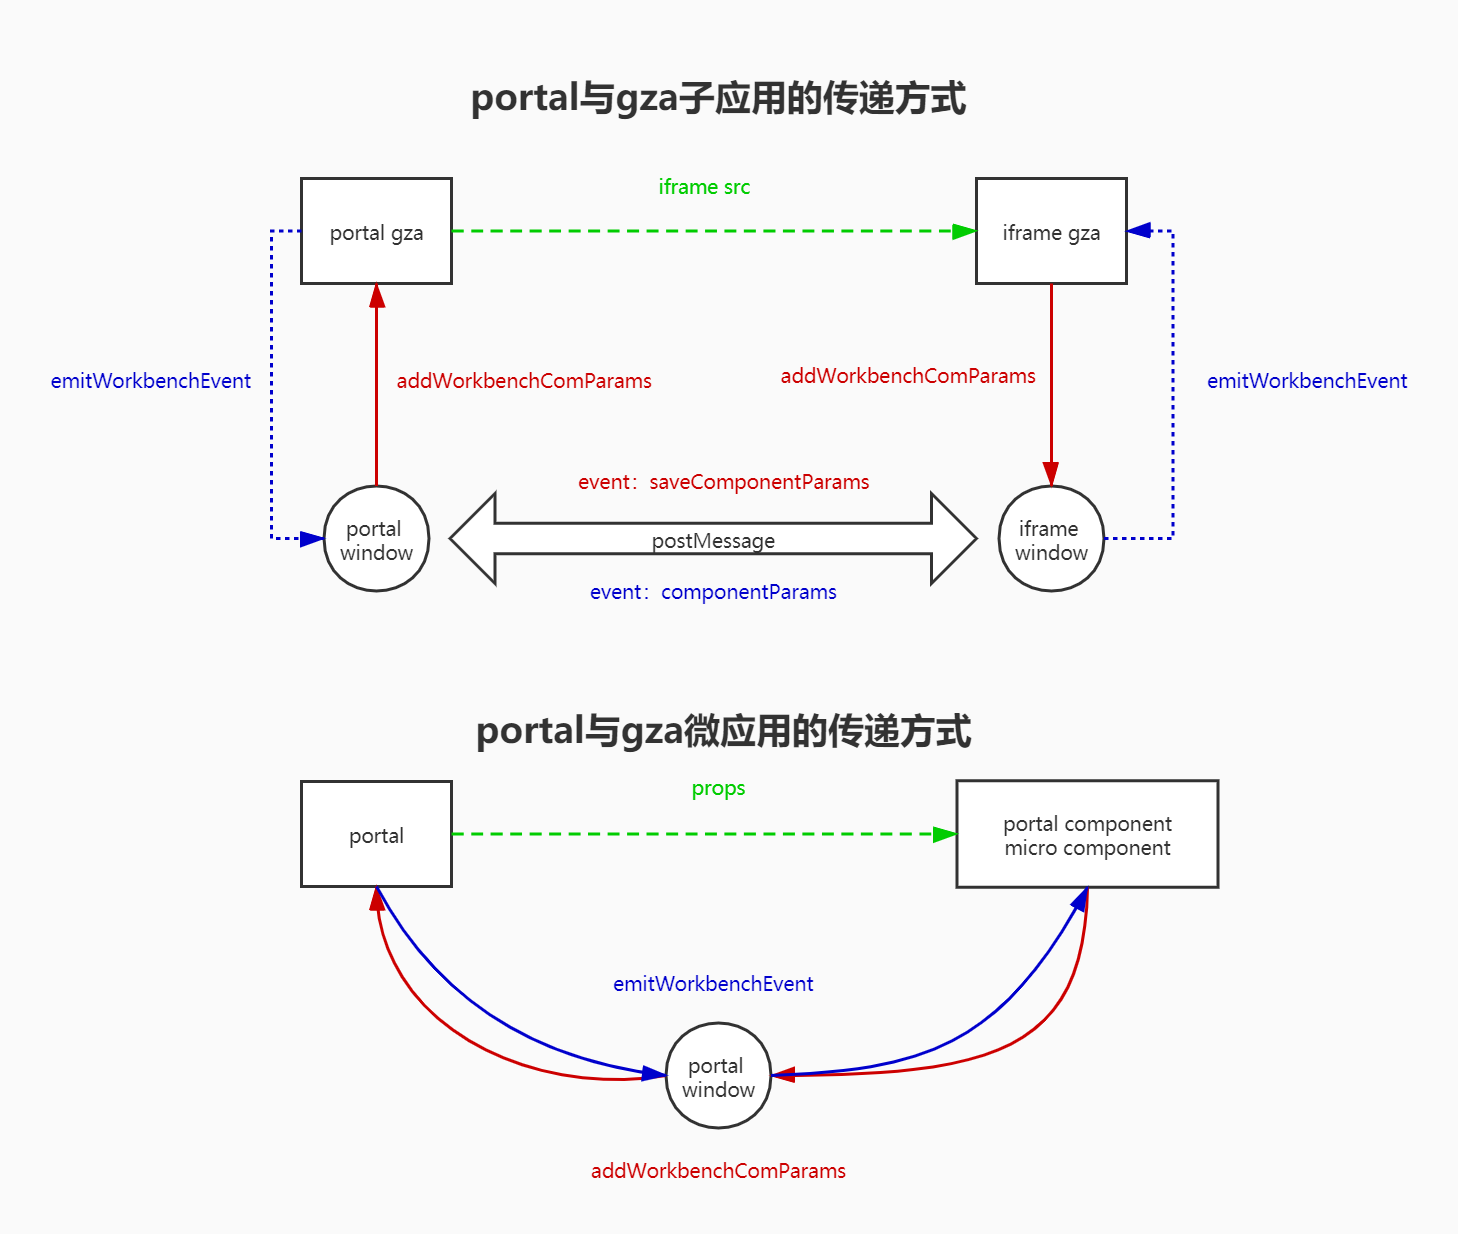 portal与gza子应用的传递方式
iframe src
portal gza
iframe gza
emitWorkbenchEvent
addWorkbenchComParams
addWorkbenchComParams
emitWorkbenchEvent
event：saveComponentParams
portal
window
postMessage
iframe
window
event：componentParams
portal与gza微应用的传递方式
props
portal
portal component
micro component
emitWorkbenchEvent
portal
window
addWorkbenchComParams